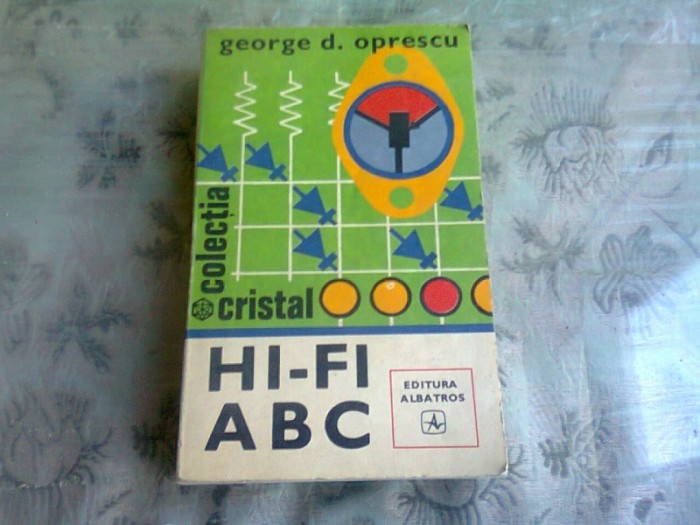 george d. oprescu
colecția
cristal
HI-FI
ABC
EDITURA
ALBATROS